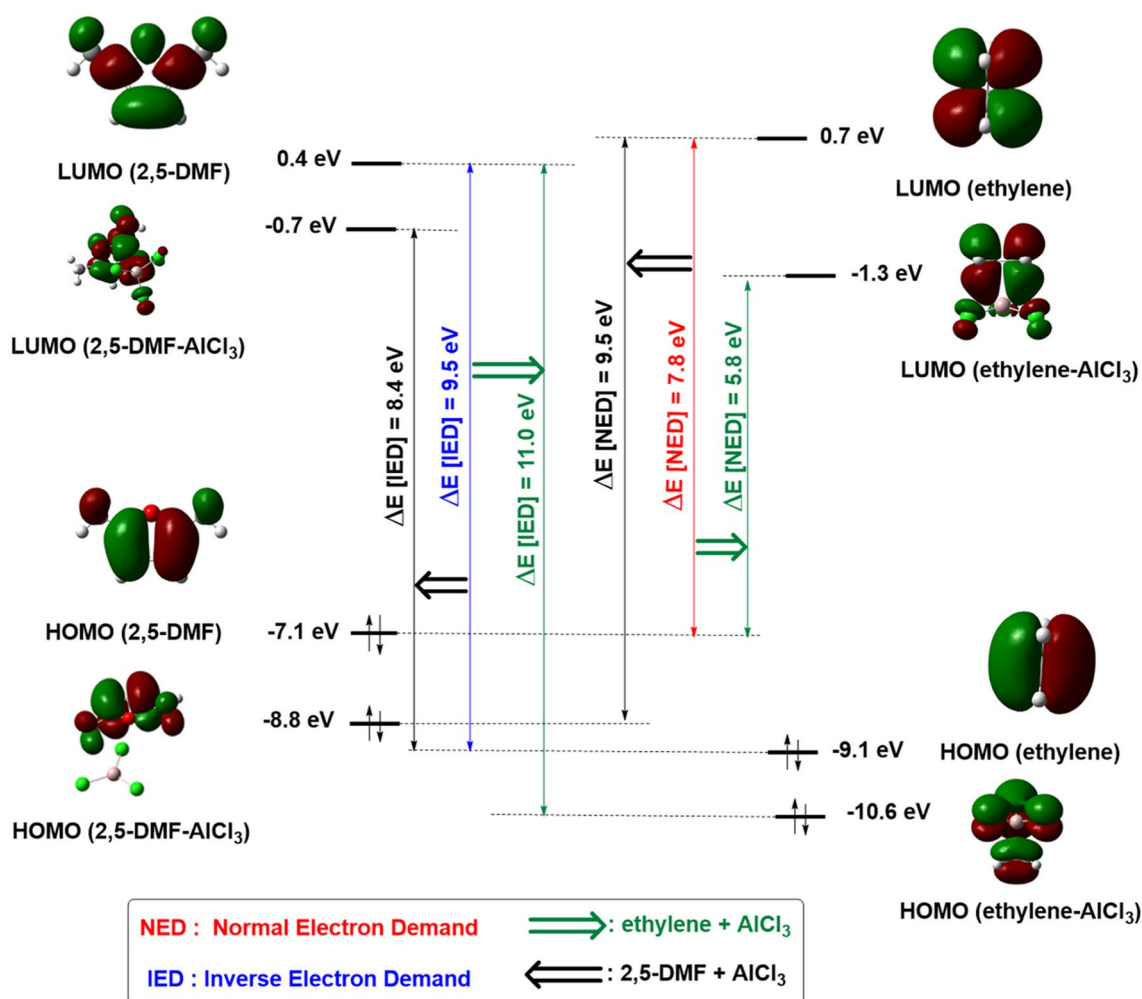 LUMO (2,5-DMF)
0.4 eV
-0.7 eV
LUMO (2,5-DMF-AlCl₃)
HOMO (2,5-DMF)
-7.1 eV
-8.8 eV
HOMO (2,5-DMF-AlCl₃)
ΔE [IED] = 8.4 eV
ΔE [IED] = 9.5 eV
ΔE [IED] = 11.0 eV
ΔE [NED] = 9.5 eV
ΔE [NED] = 7.8 eV
ΔE [NED] = 5.8 eV
0.7 eV
LUMO (ethylene)
-1.3 eV
LUMO (ethylene-AlCl₃)
-9.1 eV
HOMO (ethylene)
-10.6 eV
HOMO (ethylene-AlCl₃)
NED : Normal Electron Demand
: ethylene + AlCl₃
IED : Inverse Electron Demand
: 2,5-DMF + AlCl₃